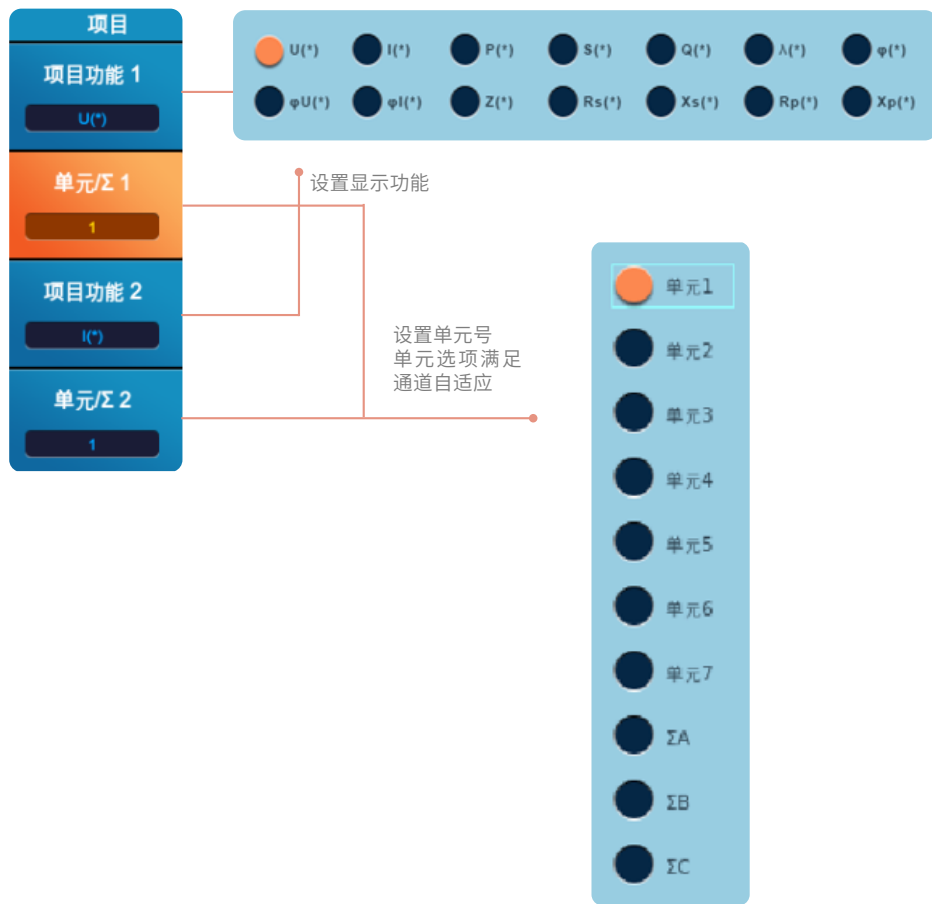 项目
项目功能 1
U(*)
单元/Σ 1
1
项目功能 2
I(*)
单元/Σ 2
1
U(*) I(*) P(*) S(*) Q(*) λ(*) φ(*)
φU(*) φI(*) Z(*) Rs(*) Xs(*) Rp(*) Xp(*)
设置显示功能
设置单元号
单元选项满足
通道自适应
单元1
单元2
单元3
单元4
单元5
单元6
单元7
ΣA
ΣB
ΣC